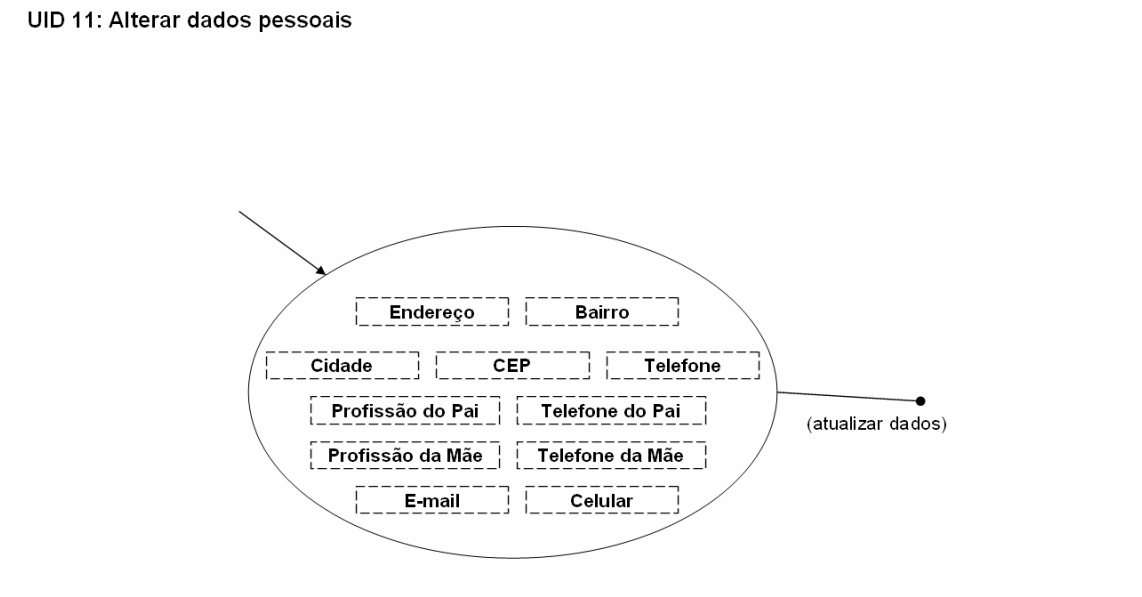 UID 11: Alterar dados pessoais
Endereço Bairro
Cidade CEP Telefone
Profissão do Pai Telefone do Pai
(atualizar dados)
Profissão da Mãe Telefone da Mãe
E-mail Celular